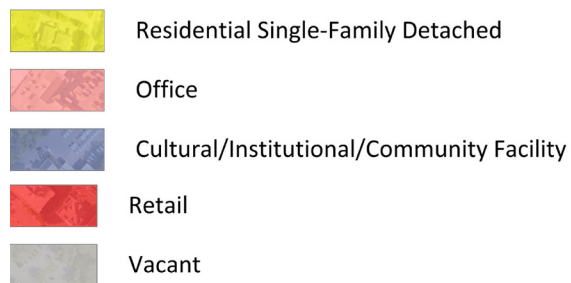 Residential Single-Family Detached
Office
Cultural/Institutional/Community Facility
Retail
Vacant